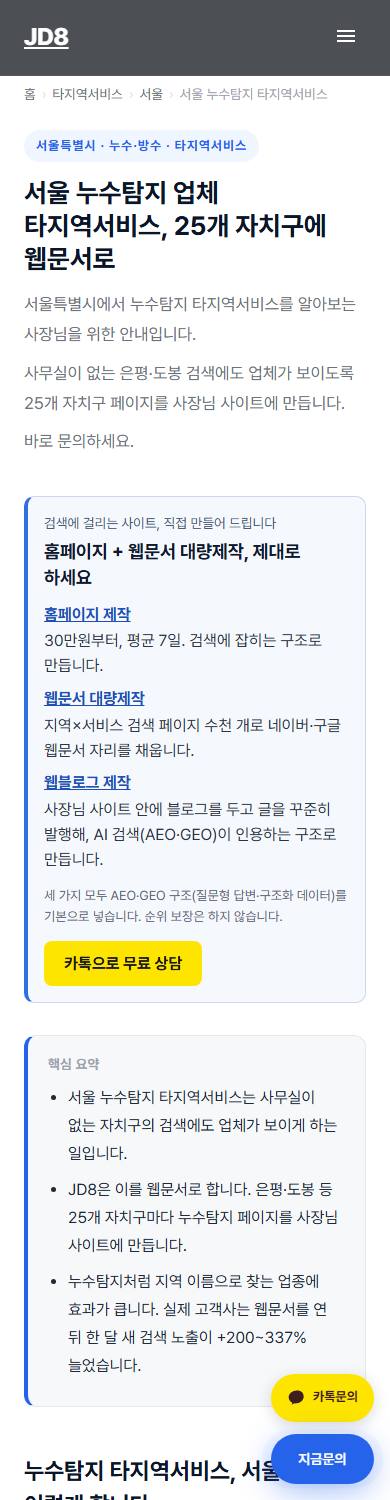 JD8
홈 › 타지역서비스 › 서울 › 서울 누수탐지 타지역서비스
서울특별시 · 누수·방수 · 타지역서비스
서울 누수탐지 업체
타지역서비스, 25개 자치구에
웹문서로
서울특별시에서 누수탐지 타지역서비스를 알아보는
사장님을 위한 안내입니다.
사무실이 없는 은평·도봉 검색에도 업체가 보이도록
25개 자치구 페이지를 사장님 사이트에 만듭니다.
바로 문의하세요.
검색에 걸리는 사이트, 직접 만들어 드립니다
홈페이지 + 웹문서 대량제작, 제대로
하세요
홈페이지 제작
30만원부터, 평균 7일. 검색에 잡히는 구조로
만듭니다.
웹문서 대량제작
지역×서비스 검색 페이지 수천 개로 네이버·구글
웹문서 자리를 채웁니다.
웹블로그 제작
사장님 사이트 안에 블로그를 두고 글을 꾸준히
발행해, AI 검색(AEO·GEO)이 인용하는 구조로
만듭니다.
세 가지 모두 AEO·GEO 구조(질문형 답변·구조화 데이터)를
기본으로 넣습니다. 순위 보장은 하지 않습니다.
카톡으로 무료 상담
핵심 요약
• 서울 누수탐지 타지역서비스는 사무실이
없는 자치구의 검색에도 업체가 보이게 하는
일입니다.
• JD8은 이를 웹문서로 합니다. 은평·도봉 등
25개 자치구마다 누수탐지 페이지를 사장님
사이트에 만듭니다.
• 누수탐지처럼 지역 이름으로 찾는 업종에
효과가 큽니다. 실제 고객사는 웹문서를 연
뒤 한 달 새 검색 노출이 +200~337%
늘었습니다.
카톡문의
지금문의
누수탐지 타지역서비스, 서울
이렇게 합니다